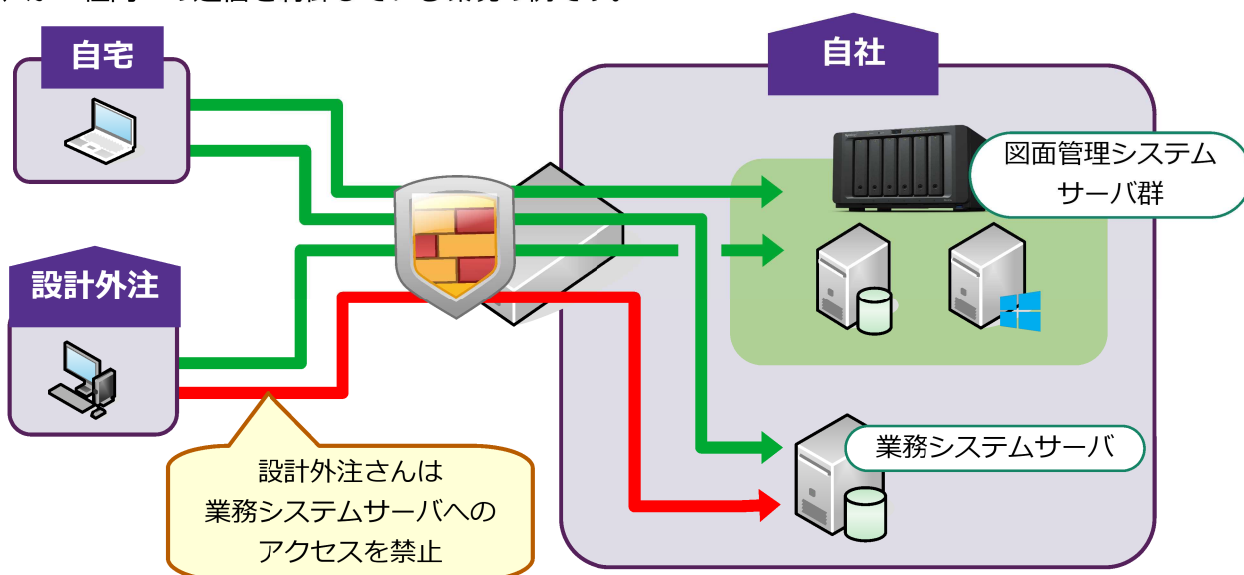 自宅
自社
図面管理システム
サーバ群
設計外注
業務システムサーバ
設計外注さんは
業務システムサーバへの
アクセスを禁止